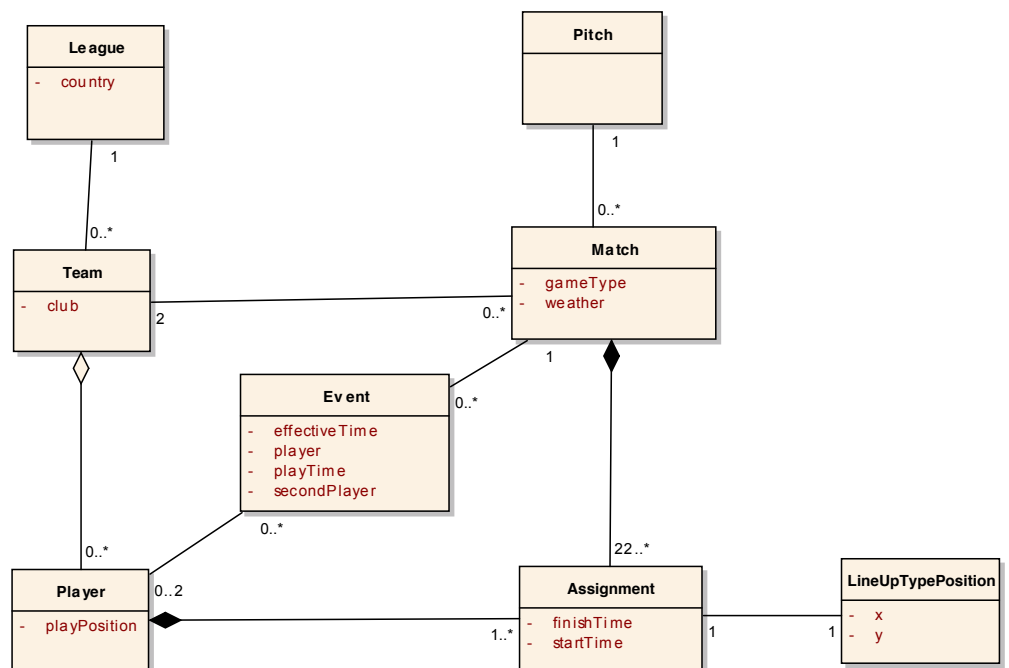 League
- country
1
0..*
Pitch
1
0..*
Team
- club
2
0..*
Match
- gameType
- weather
1
0..*
Event
- effectiveTime
- player
- playTime
- secondPlayer
0..*
0..2
0..*
22..*
Player
- playPosition
1..*
Assignment
- finishTime
- startTime
1
1
LineUpTypePosition
- x
- y